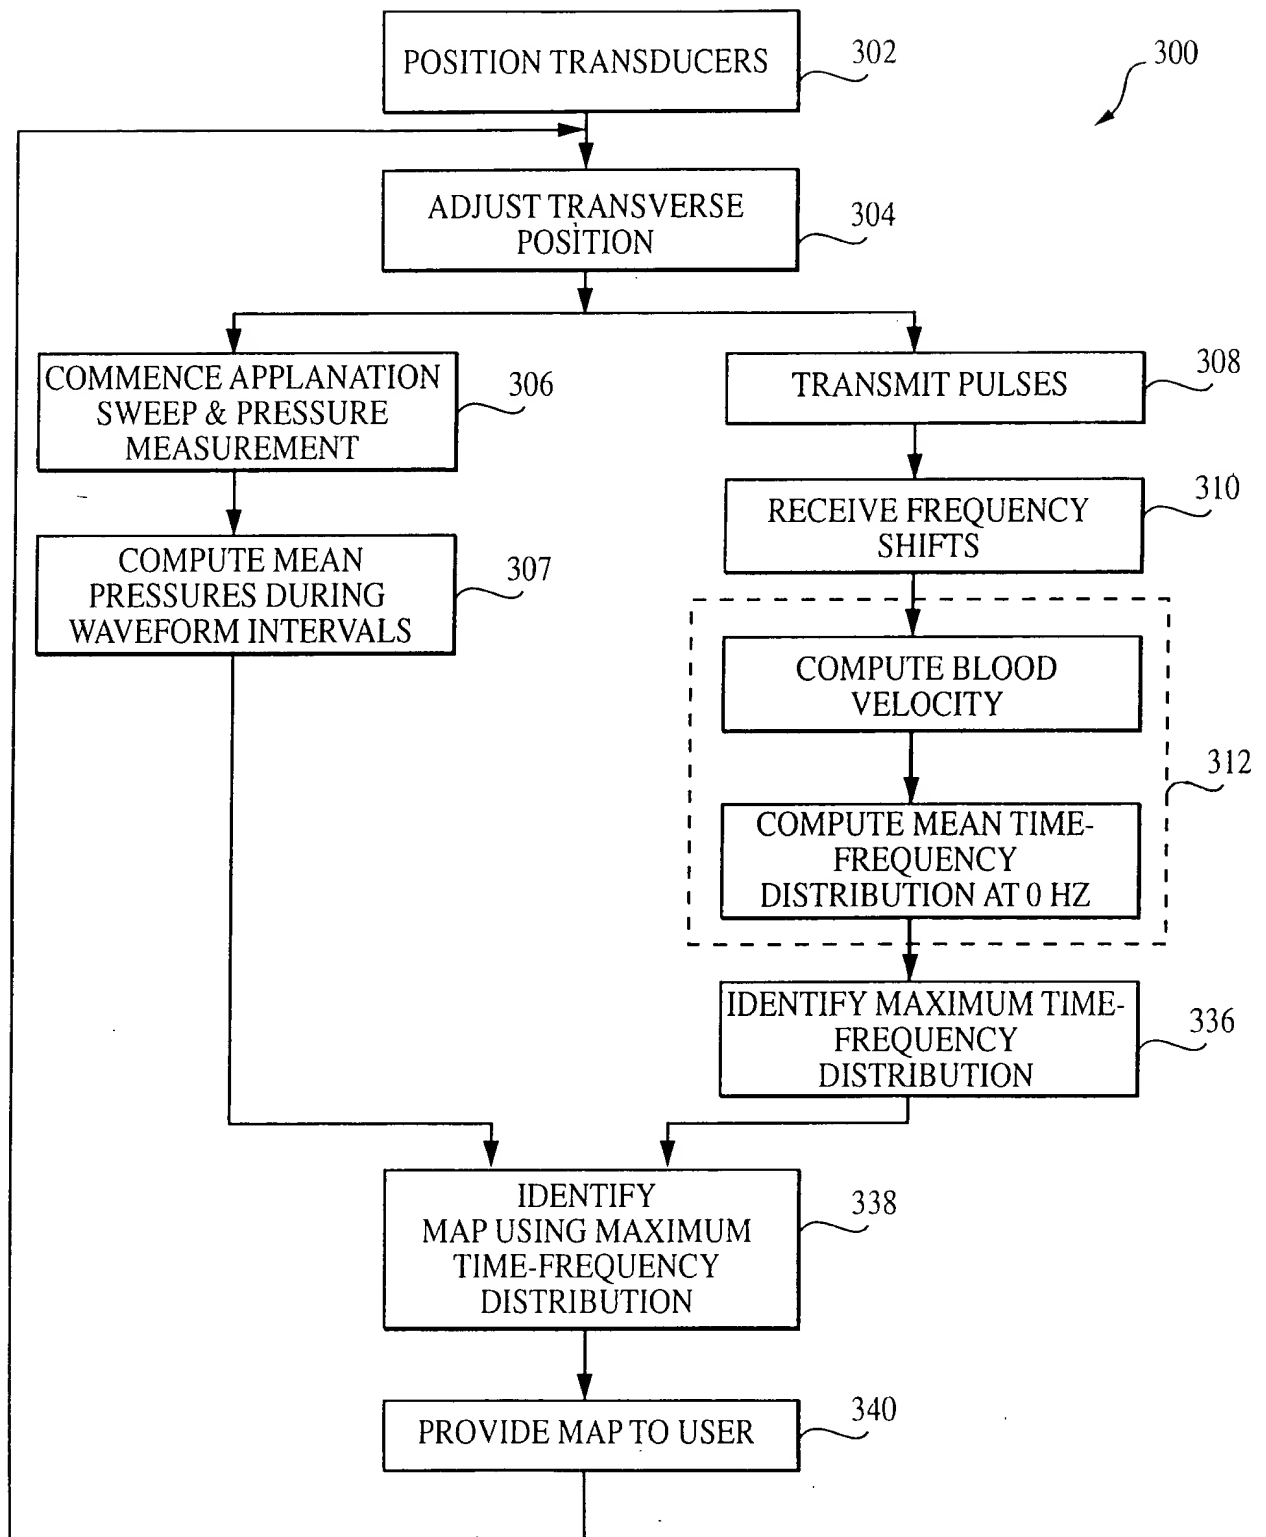 POSITION TRANSDUCERS
302
300
ADJUST TRANSVERSE
POSITION
304
COMMENCE APPLANATION
SWEEP & PRESSURE
MEASUREMENT
306
TRANSMIT PULSES
308
RECEIVE FREQUENCY
SHIFTS
310
COMPUTE MEAN
PRESSURES DURING
WAVEFORM INTERVALS
307
COMPUTE BLOOD
VELOCITY
312
COMPUTE MEAN TIME-
FREQUENCY
DISTRIBUTION AT 0 HZ
IDENTIFY MAXIMUM TIME-
FREQUENCY
DISTRIBUTION
336
IDENTIFY
MAP USING MAXIMUM
TIME-FREQUENCY
DISTRIBUTION
338
PROVIDE MAP TO USER
340